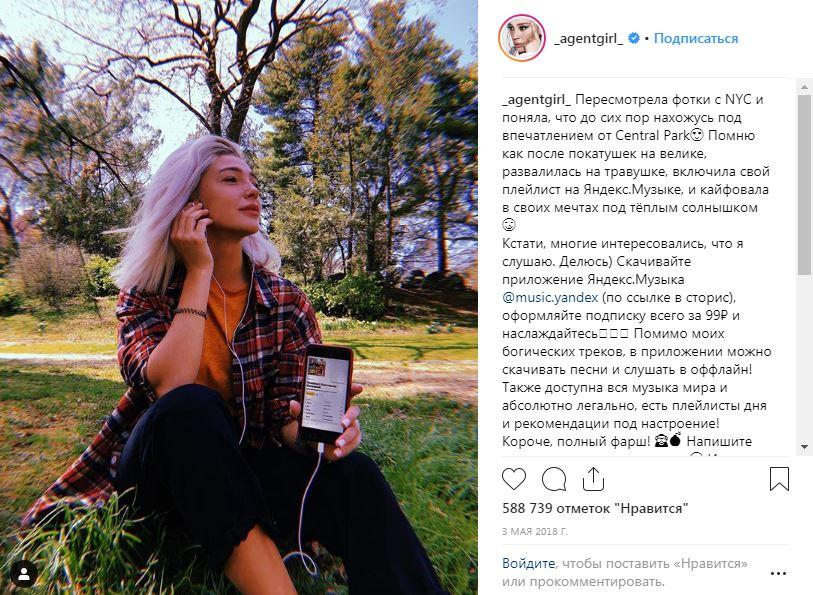 _agentgirl_ • Подписаться
_agentgirl_ Пересмотрела фотки с NYC и
поняла, что до сих пор нахожусь под
впечатлением от Central Park😍 Помню
как после покатушек на велике,
развалилась на травушке, включила свой
плейлист на Яндекс.Музыке, и кайфовала
в своих мечтах под тёплым солнышком
😏
Кстати, многие интересовались, что я
слушаю. Делюсь) Скачивайте
приложение Яндекс.Музыка
@music.yandex (по ссылке в сторис),
оформляйте подписку всего за 99₽ и
наслаждайтесь Помимо моих
богических треков, в приложении можно
скачивать песни и слушать в оффлайн!
Также доступна вся музыка мира и
абсолютно легально, есть плейлисты дня
и рекомендации под настроение!
Короче, полный фарш! 🙈💣 Напишите
588 739 отметок "Нравится"
3 МАЯ 2018 Г.
Войдите, чтобы поставить «Нравится»
или прокомментировать.